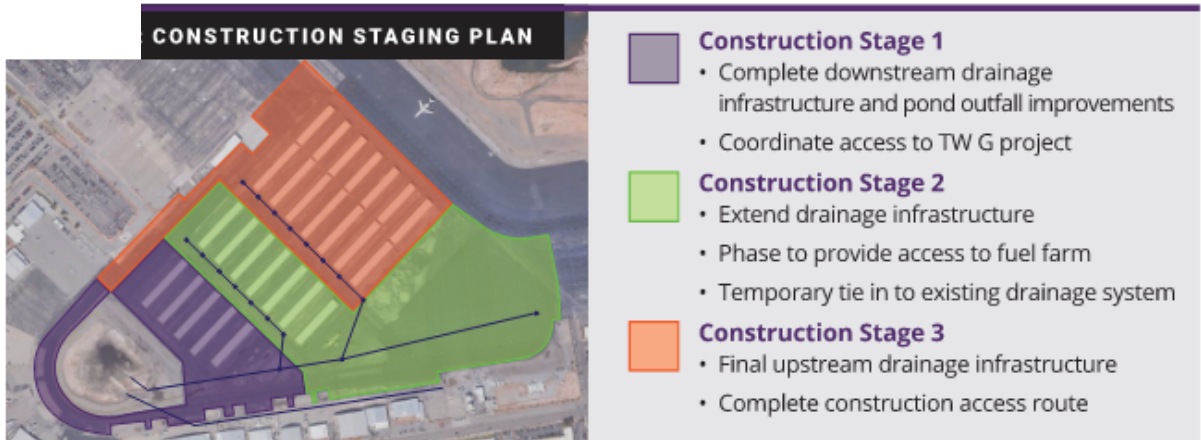 CONSTRUCTION STAGING PLAN
Construction Stage 1
• Complete downstream drainage
infrastructure and pond outfall improvements
• Coordinate access to TW G project
Construction Stage 2
• Extend drainage infrastructure
• Phase to provide access to fuel farm
• Temporary tie in to existing drainage system
Construction Stage 3
• Final upstream drainage infrastructure
• Complete construction access route